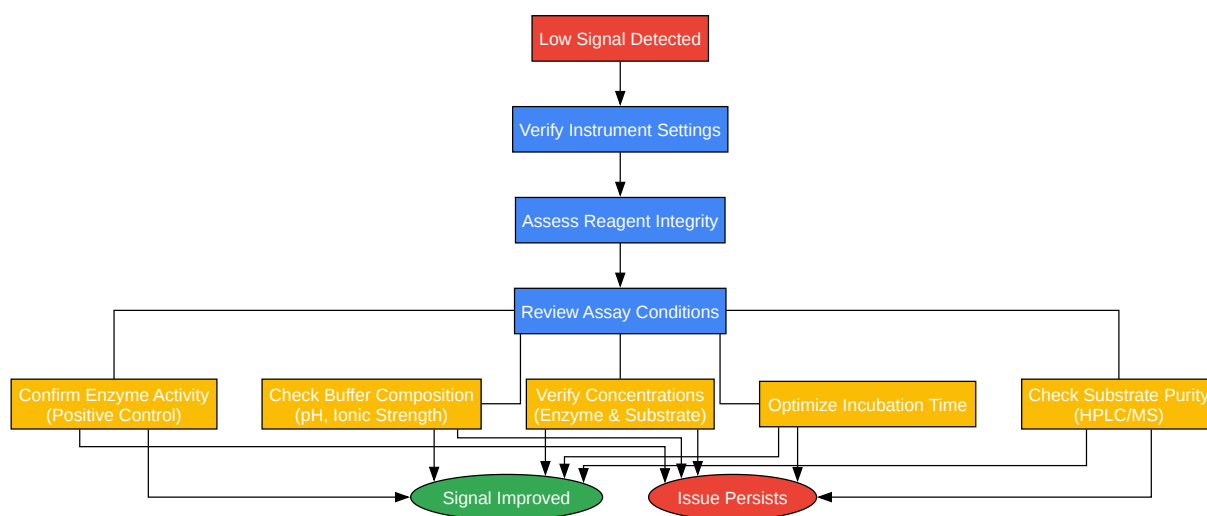 Low Signal Detected
Verify Instrument Settings
Assess Reagent Integrity
Review Assay Conditions
Confirm Enzyme Activity
(Positive Control)
Check Buffer Composition
(pH, Ionic Strength)
Verify Concentrations
(Enzyme & Substrate)
Optimize Incubation Time
Check Substrate Purity
(HPLC/MS)
Signal Improved
Issue Persists